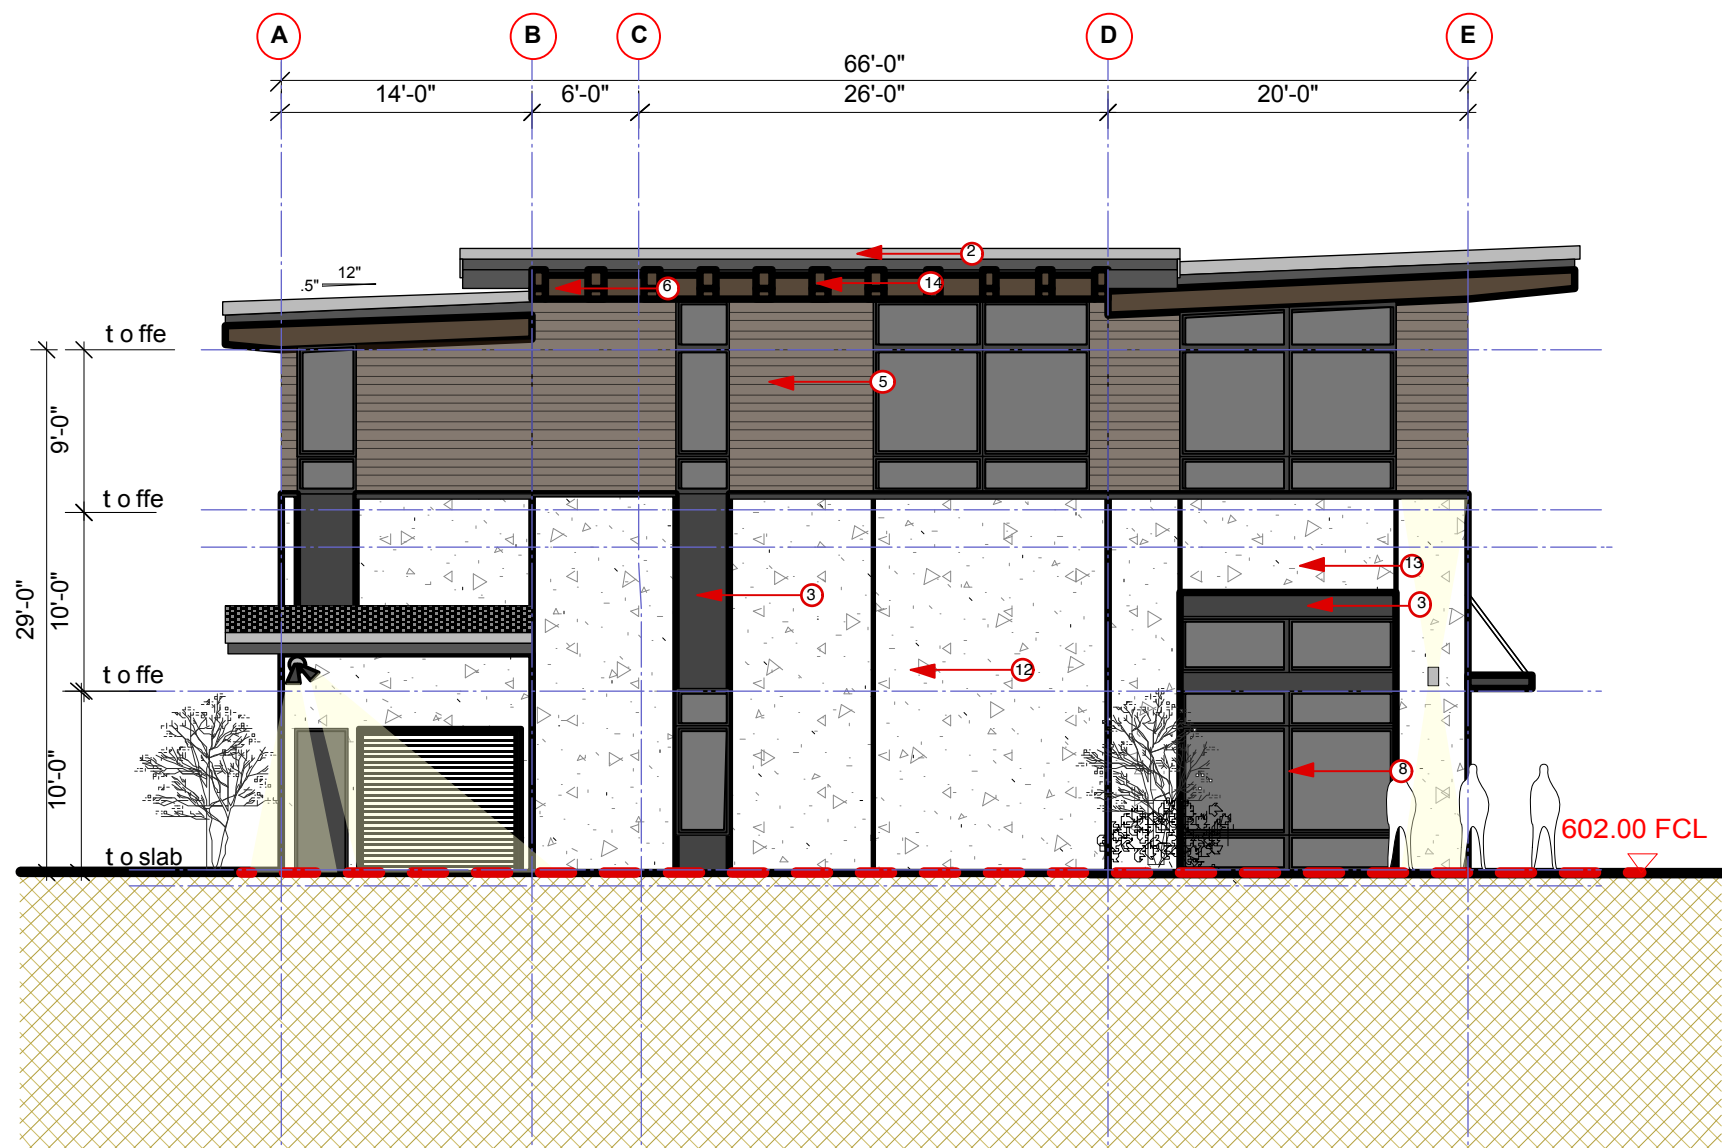 A B C D E
66'-0"
14'-0" 6'-0" 26'-0" 20'-0"
2
12"
.5"
6
14
t o ffe
5
9'-0"
t o ffe
29'-0"
10'-0"
13
3
3
12
t o ffe
8
10'-0"
602.00 FCL
t o slab